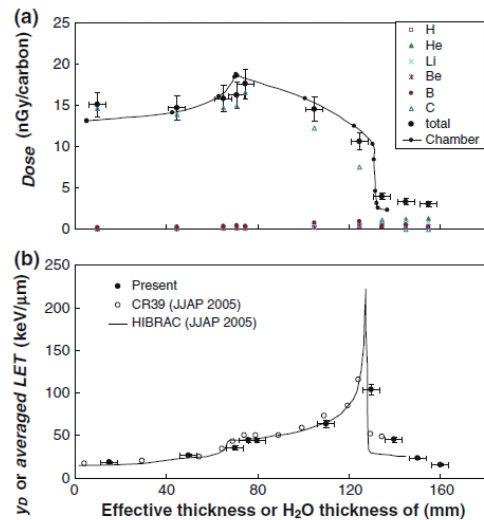 (a)
Dose (nGy/carbon)
25
20
15
10
5
0
H
He
Li
Be
B
C
total
Chamber
(b)
yD or averaged LET (keV/μm)
250
200
150
100
50
0
Present
CR39 (JJAP 2005)
HIBRAC (JJAP 2005)
0 40 80 120 160
Effective thickness or H₂O thickness of (mm)